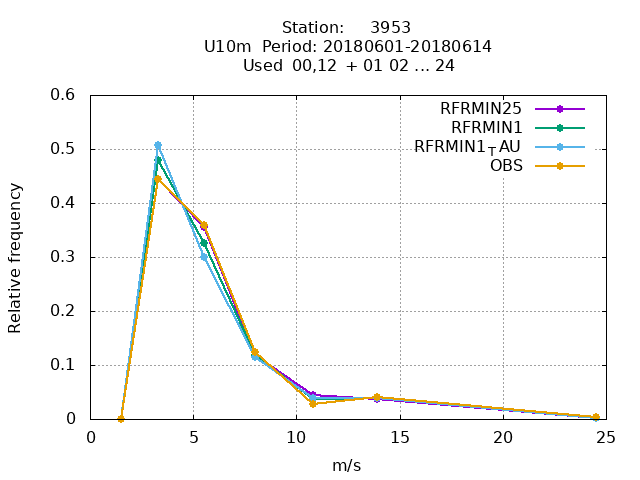 Station: 3953
U10m Period: 20180601-20180614
Used 00,12 + 01 02 ... 24
0.6
RFRMIN25
RFRMIN1
0.5
RFRMIN1TAU
OBS
0.4
Relative frequency
0.3
0.2
0.1
0
0 5 10 15 20 25
m/s